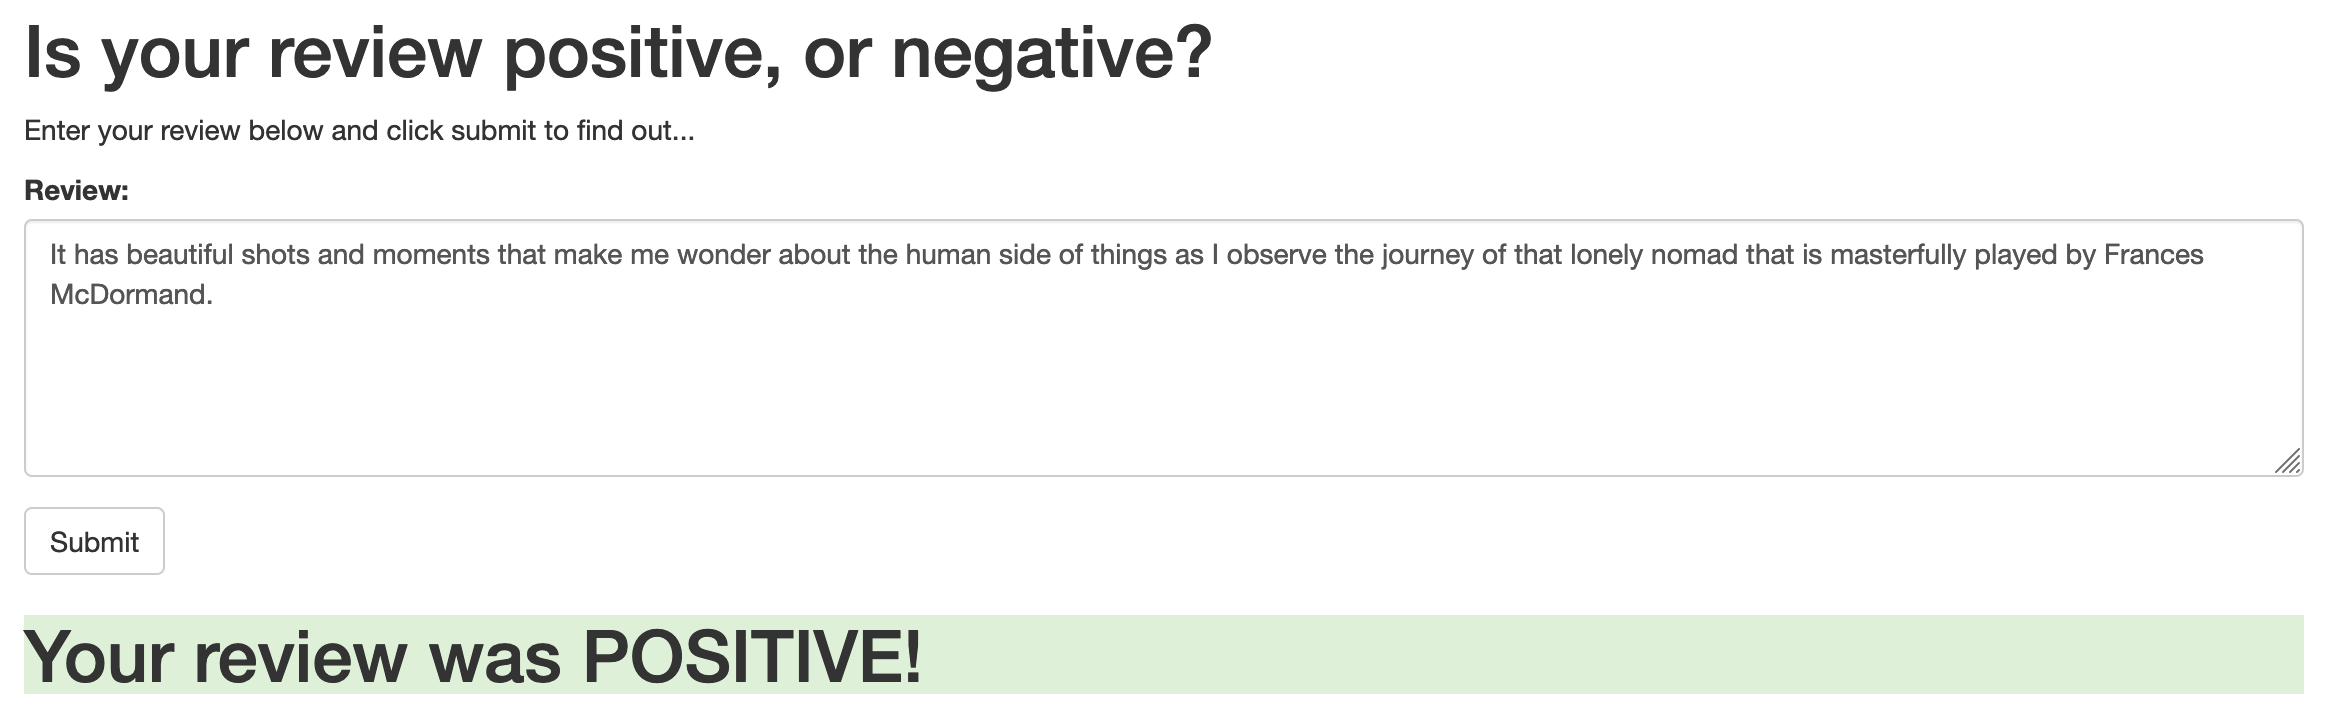 Is your review positive, or negative?
Enter your review below and click submit to find out...
Review:
It has beautiful shots and moments that make me wonder about the human side of things as I observe the journey of that lonely nomad that is masterfully played by Frances
McDormand.
Submit
Your review was POSITIVE!